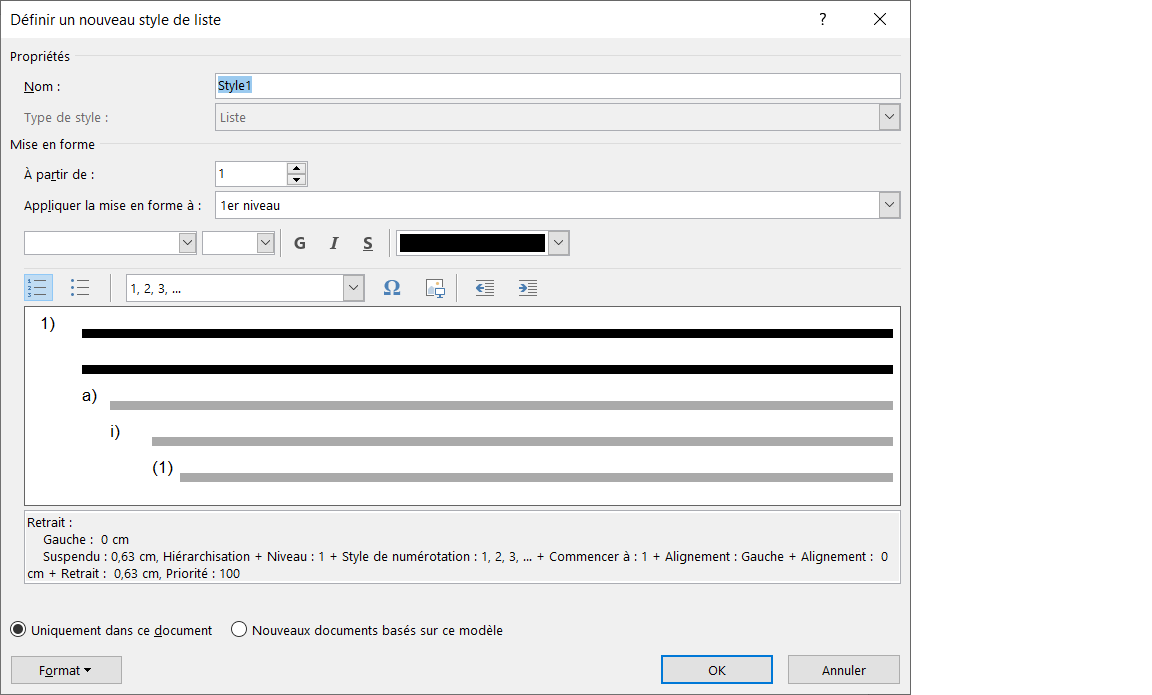 Définir un nouveau style de liste ?
Propriétés
Nom : Style1
Type de style : Liste
Mise en forme
À partir de : 1
Appliquer la mise en forme à : 1er niveau
G I S
1, 2, 3, ... Ω
1)
a)
i)
(1)
Retrait :
Gauche : 0 cm
Suspendu : 0,63 cm, Hiérarchisation + Niveau : 1 + Style de numérotation : 1, 2, 3, ... + Commencer à : 1 + Alignement : Gauche + Alignement : 0
cm + Retrait : 0,63 cm, Priorité : 100
Uniquement dans ce document Nouveaux documents basés sur ce modèle
Format OK Annuler